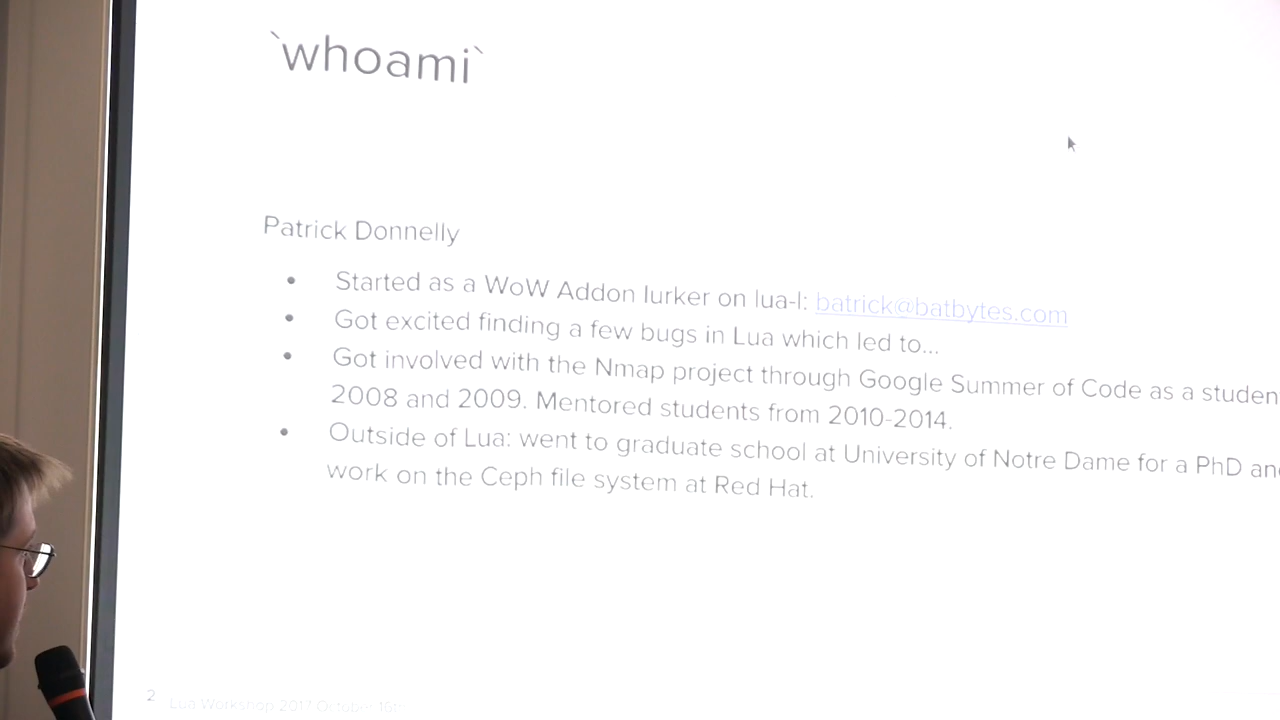 `whoami`
Patrick Donnelly
• Started as a WoW Addon lurker on lua-l: batrick@batbytes.com
• Got excited finding a few bugs in Lua which led to...
• Got involved with the Nmap project through Google Summer of Code as a studen
2008 and 2009. Mentored students from 2010-2014.
• Outside of Lua: went to graduate school at University of Notre Dame for a PhD an
work on the Ceph file system at Red Hat.
2
Lua Workshop 2017 October 16th